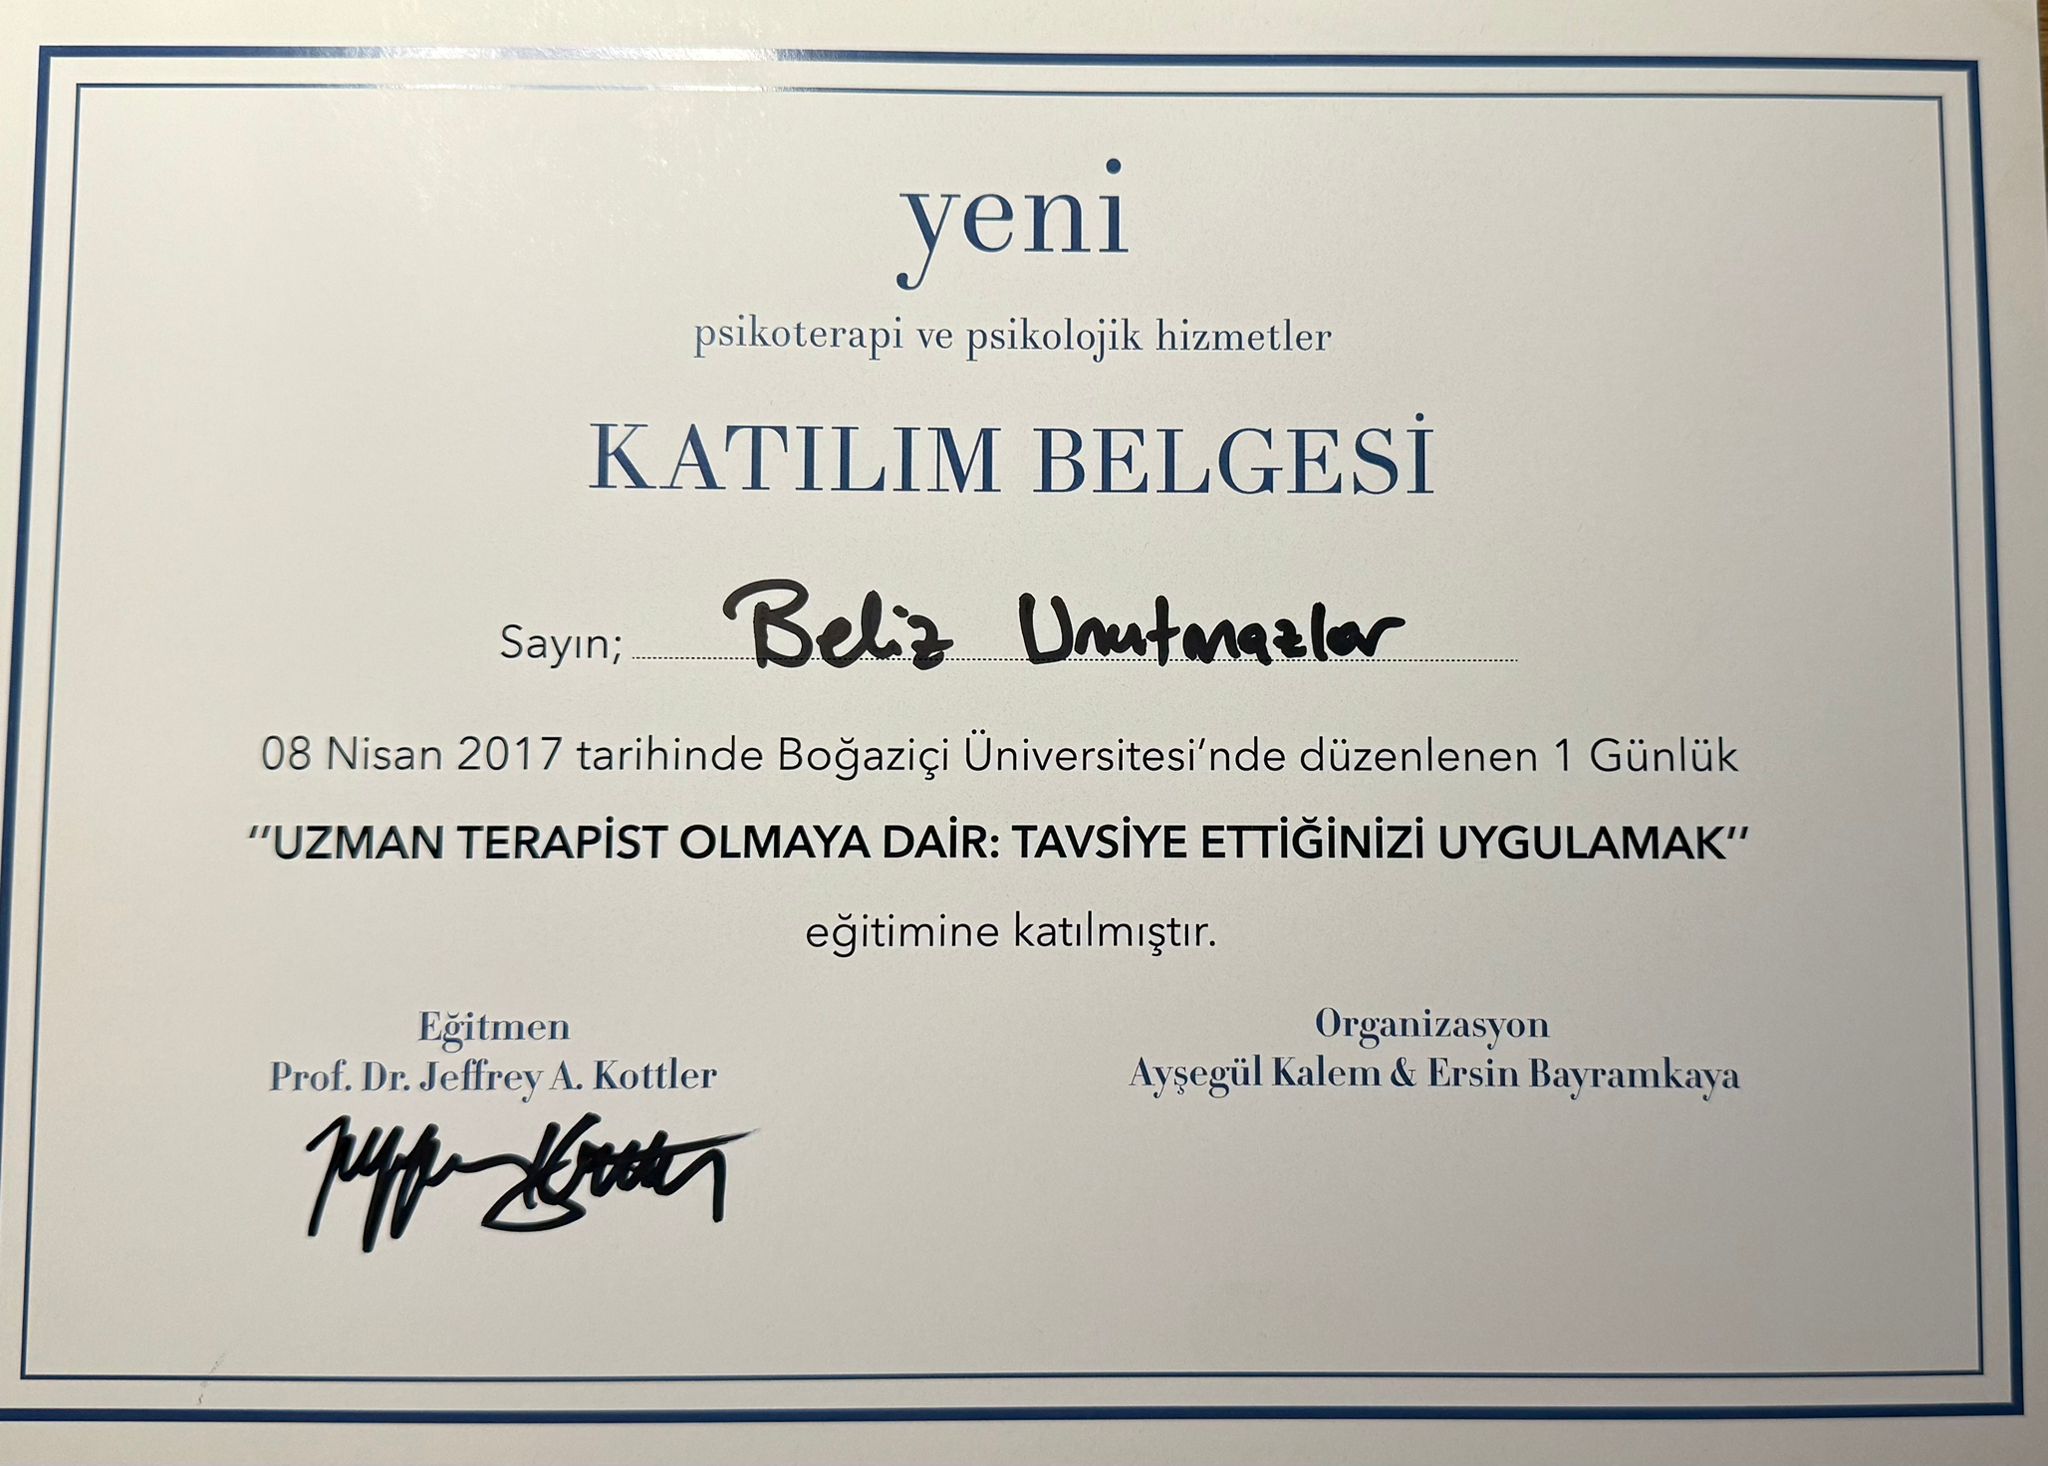 yeni
psikoterapi ve psikolojik hizmetler
KATILIM BELGESİ
Sayın; Beliz Unutmazlar
08 Nisan 2017 tarihinde Boğaziçi Üniversitesi’nde düzenlenen 1 Günlük
‘’UZMAN TERAPİST OLMAYA DAİR: TAVSİYE ETTİĞİNİZİ UYGULAMAK’’
eğitimine katılmıştır.
Eğitmen
Prof. Dr. Jeffrey A. Kottler
Organizasyon
Ayşegül Kalem & Ersin Bayramkaya